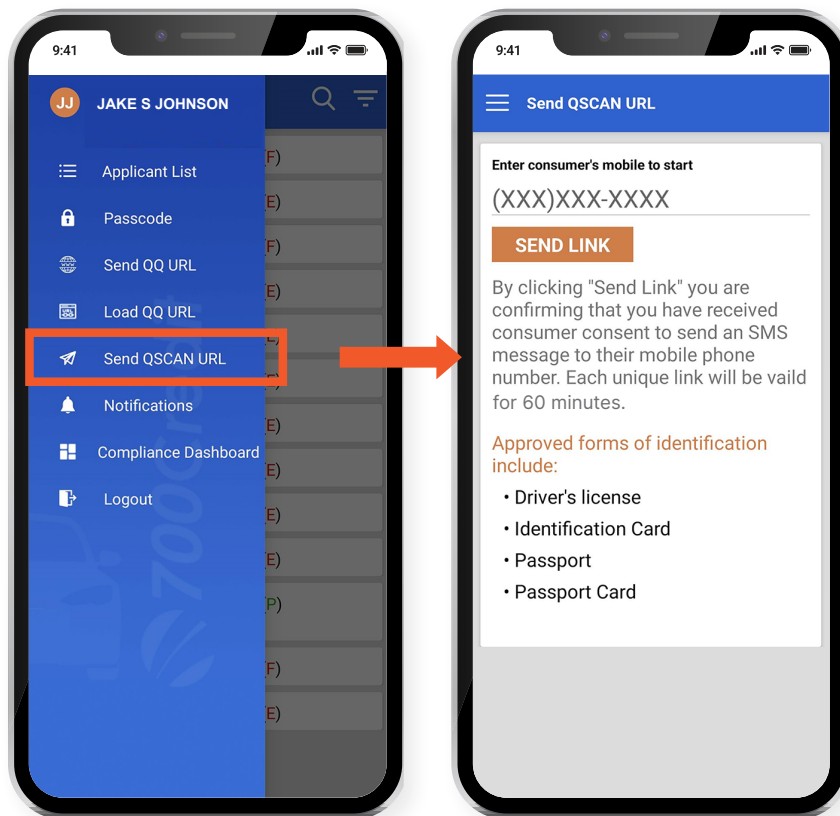 9:41
JJ
JAKE S JOHNSON
Applicant List
Passcode
Send QQ URL
Load QQ URL
Send QSCAN URL
Notifications
Compliance Dashboard
Logout
700Credit
F)
E)
F)
E)
E)
E)
E)
E)
E)
P)
F)
E)
9:41
Send QSCAN URL
Enter consumer's mobile to start
(XXX)XXX-XXXX
SEND LINK
By clicking "Send Link" you are
confirming that you have received
consumer consent to send an SMS
message to their mobile phone
number. Each unique link will be vaild
for 60 minutes.
Approved forms of identification
include:
• Driver's license
• Identification Card
• Passport
• Passport Card